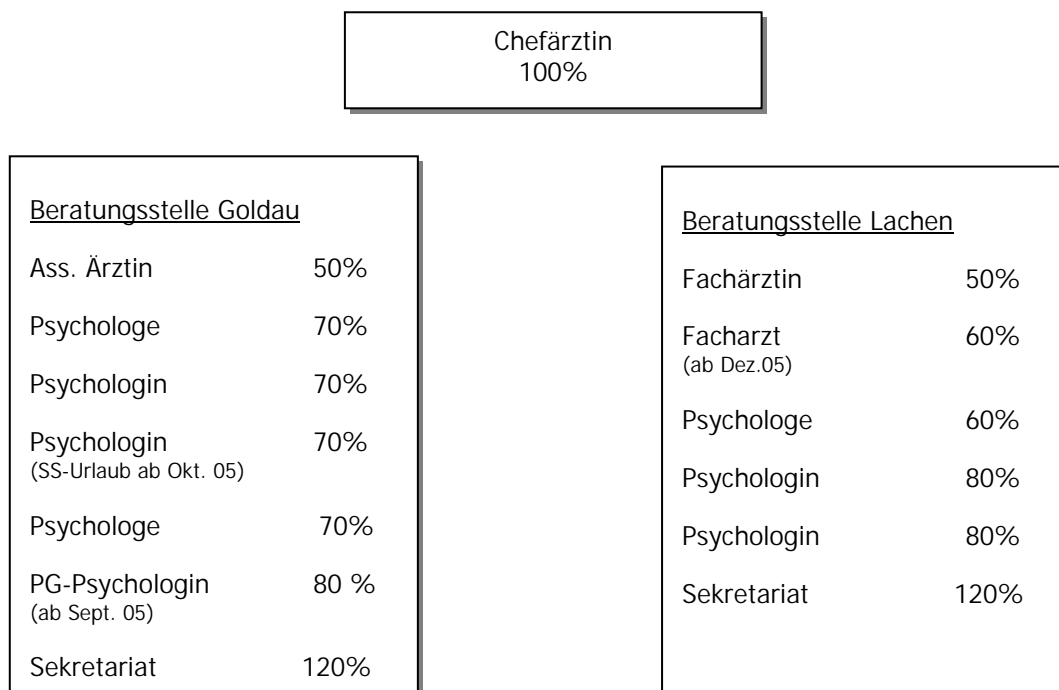 Chefärztin
100%
Beratungsstelle Goldau
Ass. Ärztin 50%
Psychologe 70%
Psychologin 70%
Psychologin 70%
(SS-Urlaub ab Okt. 05)
Psychologe 70%
PG-Psychologin 80 %
(ab Sept. 05)
Sekretariat 120%
Beratungsstelle Lachen
Fachärztin 50%
Facharzt 60%
(ab Dez.05)
Psychologe 60%
Psychologin 80%
Psychologin 80%
Sekretariat 120%